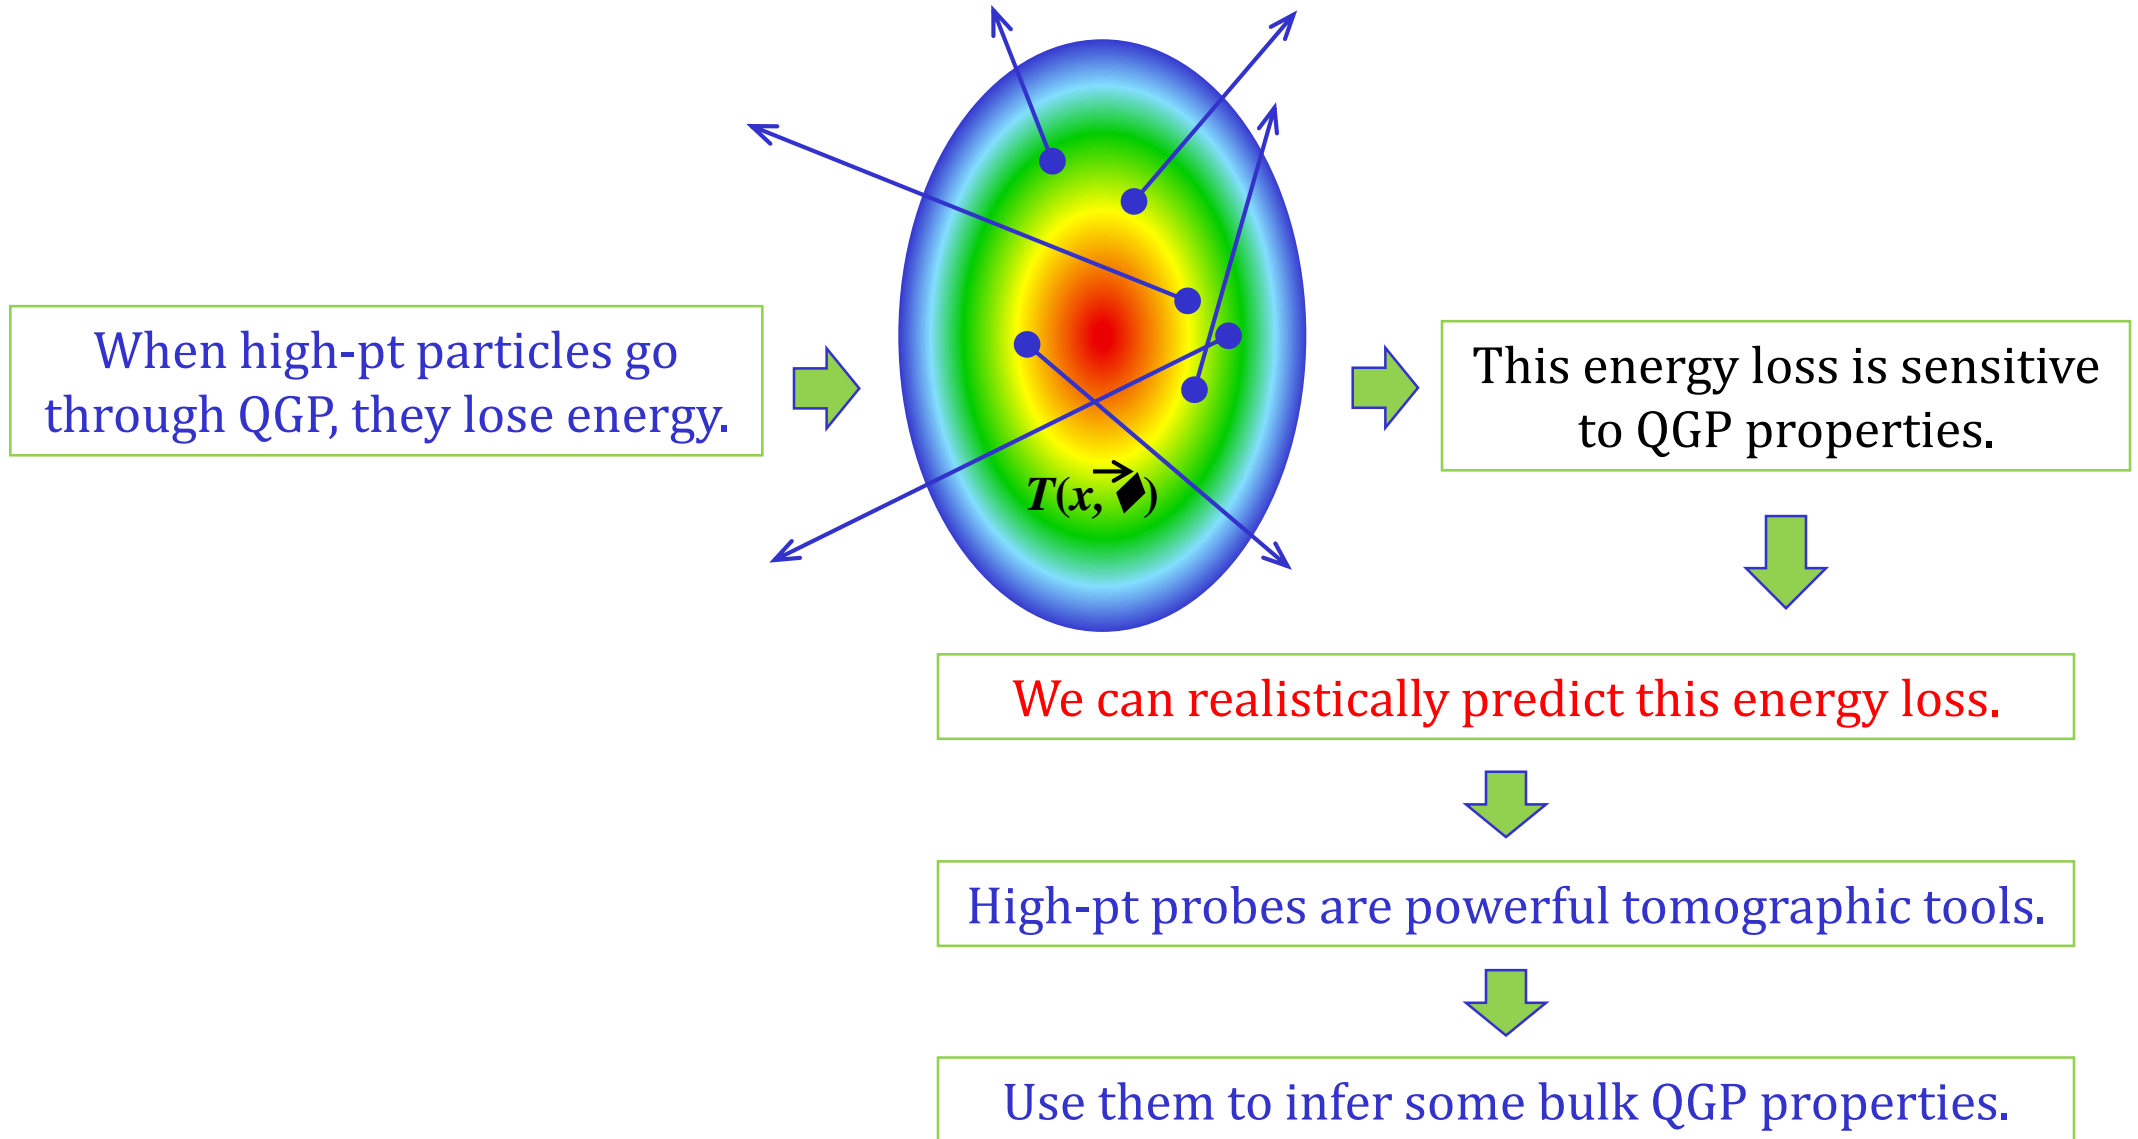 When high-pt particles go
through QGP, they lose energy.
T(x, )
This energy loss is sensitive
to QGP properties.
We can realistically predict this energy loss.
High-pt probes are powerful tomographic tools.
Use them to infer some bulk QGP properties.